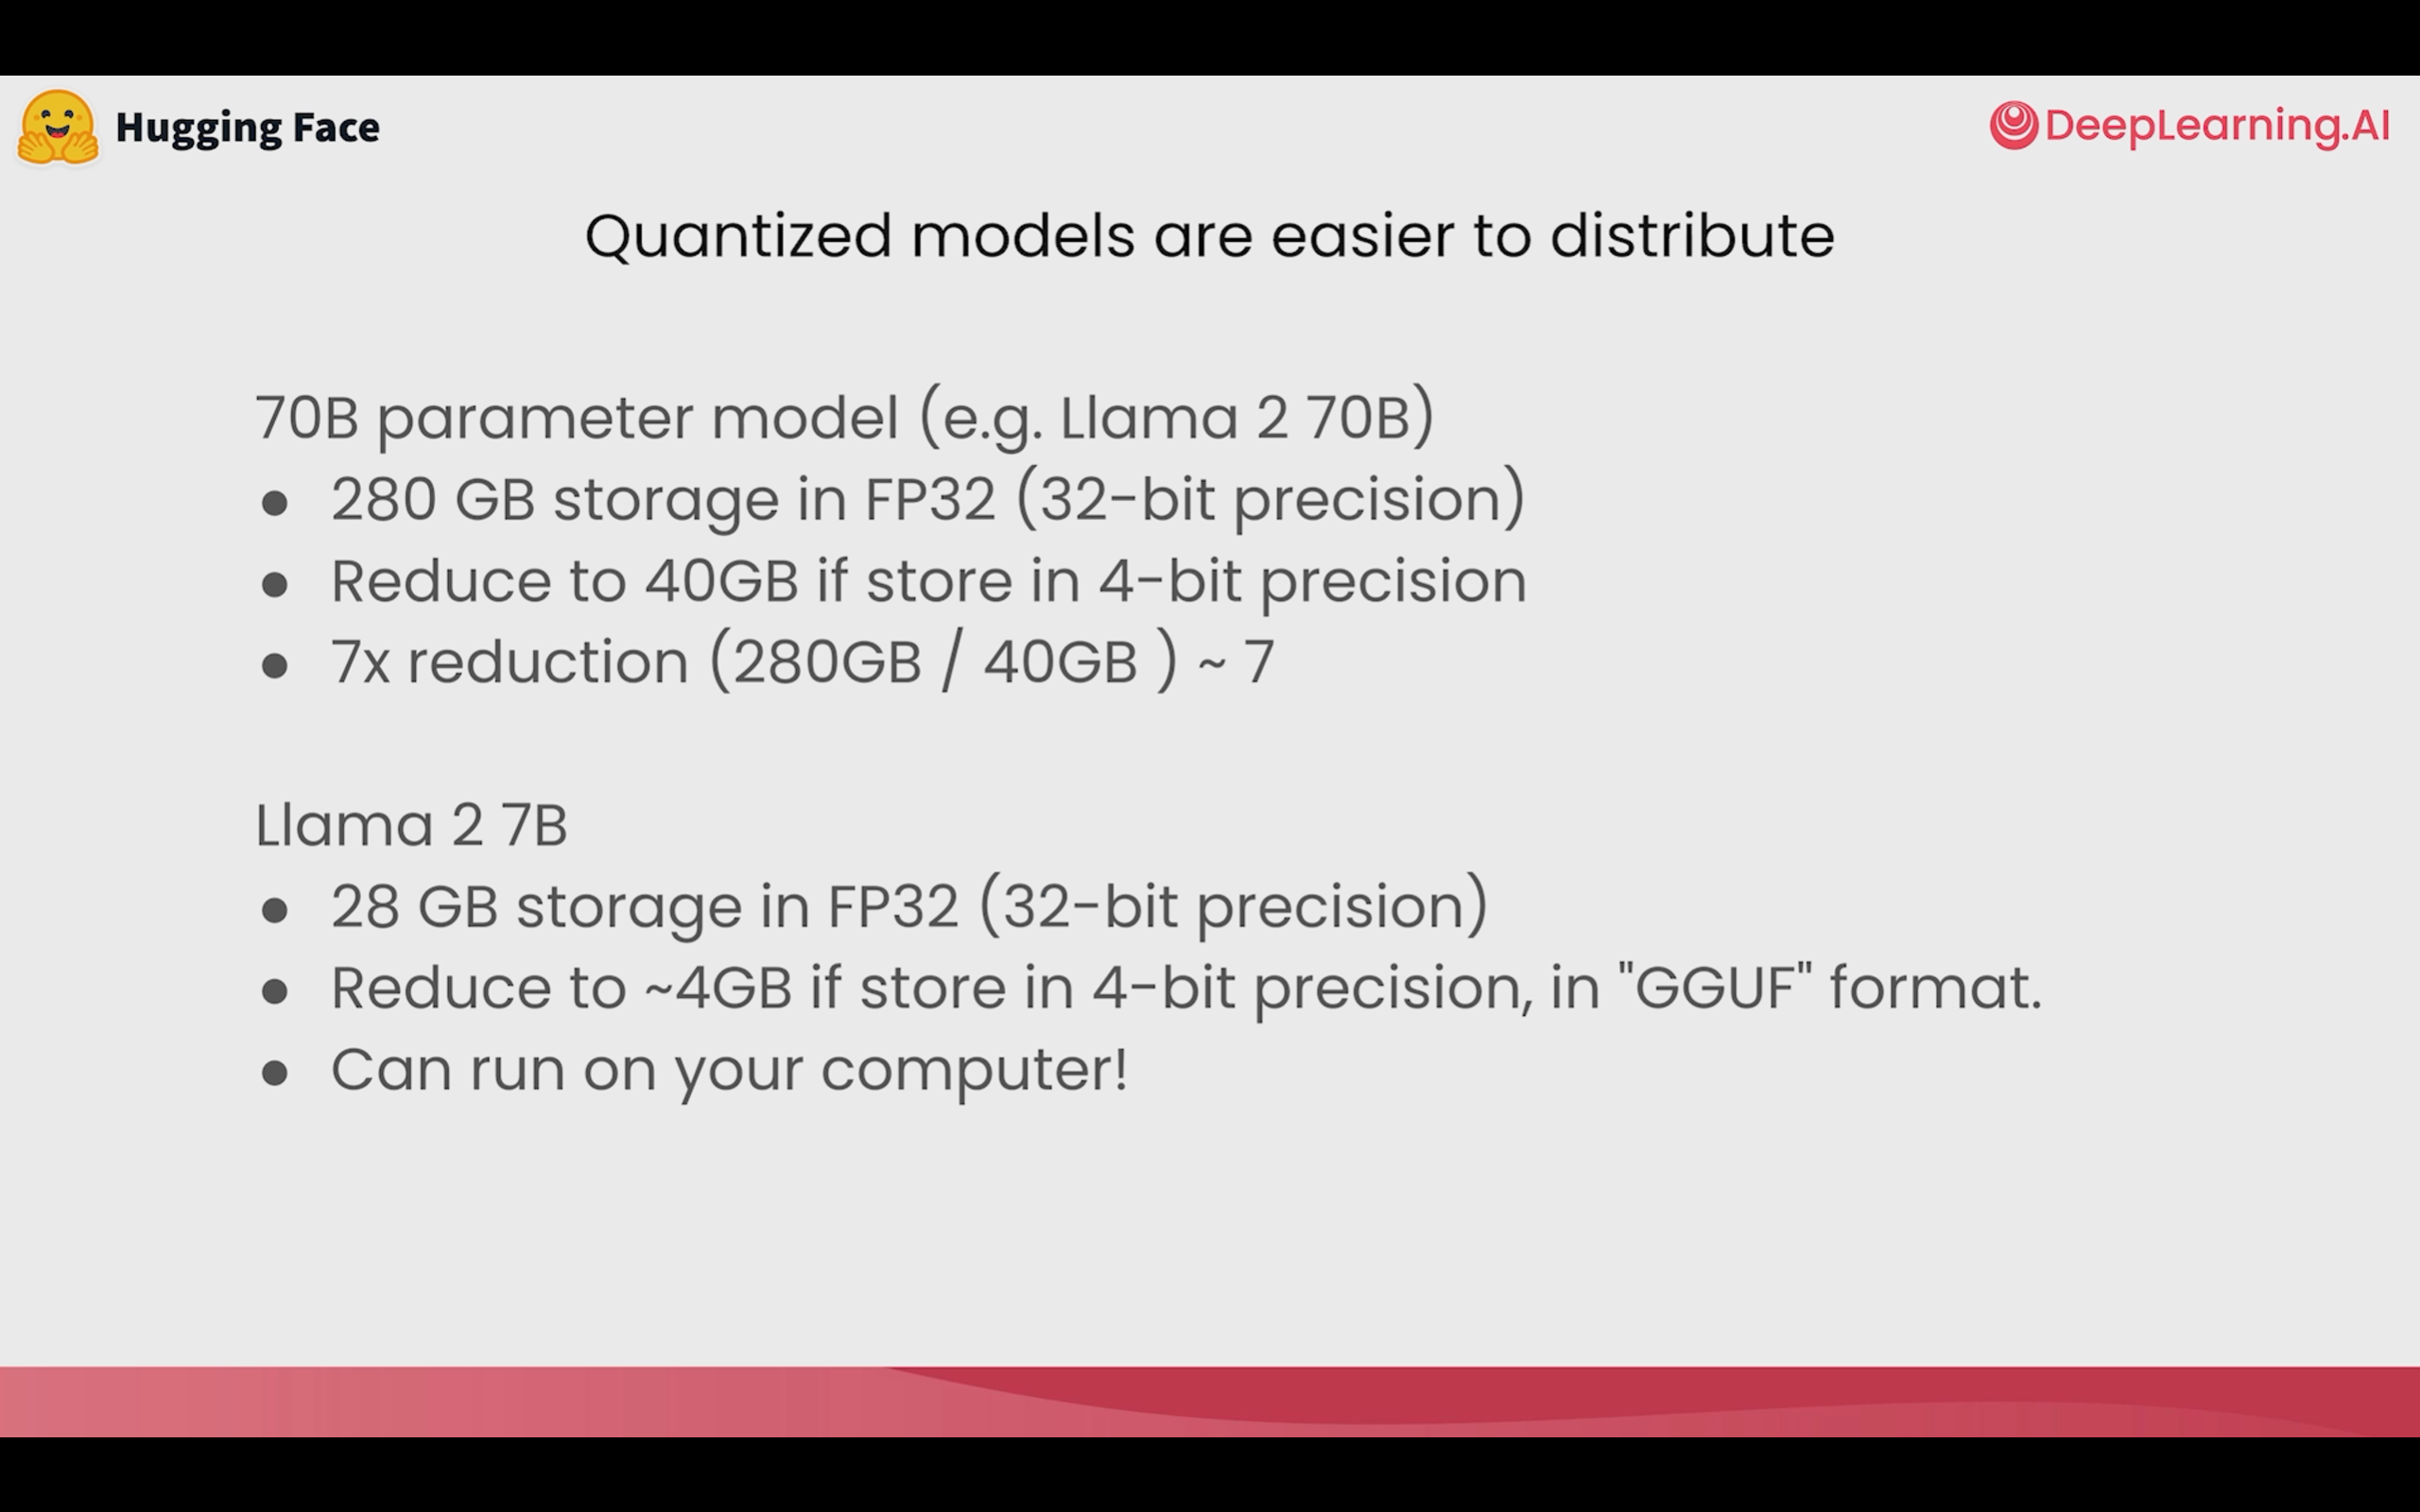 Hugging Face
DeepLearning.AI
Quantized models are easier to distribute
70B parameter model (e.g. Llama 2 70B)
● 280 GB storage in FP32 (32-bit precision)
● Reduce to 40GB if store in 4-bit precision
● 7x reduction (280GB / 40GB ) ~ 7
Llama 2 7B
● 28 GB storage in FP32 (32-bit precision)
● Reduce to ~4GB if store in 4-bit precision, in "GGUF" format.
● Can run on your computer!